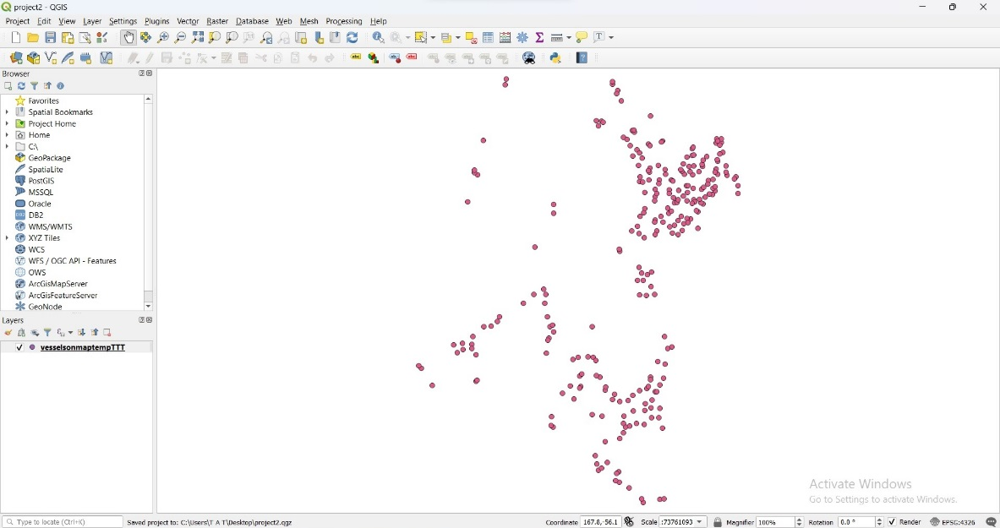 project2 - QGIS
Project Edit View Layer Settings Plugins Vector Raster Database Web Mesh Processing Help
Browser
Favorites
Spatial Bookmarks
Project Home
Home
C:\
GeoPackage
SpatiaLite
PostGIS
MSSQL
Oracle
DB2
WMS/WMTS
XYZ Tiles
WCS
WFS / OGC API - Features
OWS
ArcGisMapServer
ArcGisFeatureServer
GeoNode
Layers
vesselsonmaptempTTT
Activate Windows
Go to Settings to activate Windows.
Type to locate (Ctrl+K) Saved project to: C:\Users\T A T\Desktop\project2.qgz Coordinate 167.8,-56.1 Scale :73761093 Magnifier 100% Rotation 0.0 ° Render EPSG:4326